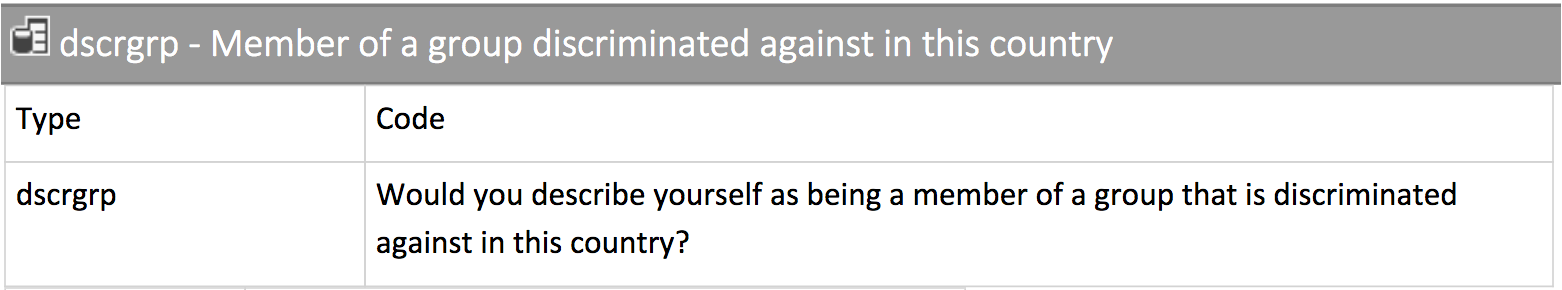 dscrgrp - Member of a group discriminated against in this country
Type
Code
dscrgrp
Would you describe yourself as being a member of a group that is discriminated
against in this country?